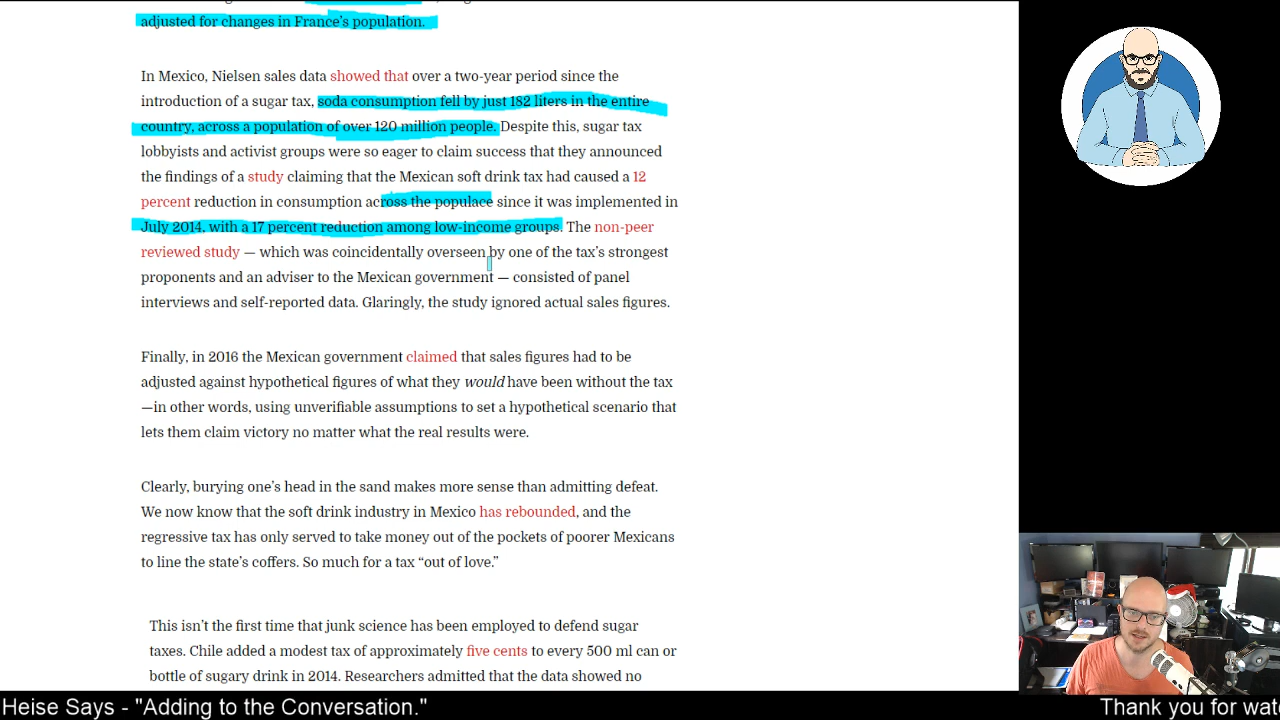 adjusted for changes in France's population.
In Mexico, Nielsen sales data showed that over a two-year period since the
introduction of a sugar tax, soda consumption fell by just 182 liters in the entire
country, across a population of over 120 million people. Despite this, sugar tax
lobbyists and activist groups were so eager to claim success that they announced
the findings of a study claiming that the Mexican soft drink tax had caused a 12
percent reduction in consumption across the populace since it was implemented in
July 2014, with a 17 percent reduction among low-income groups. The non-peer
reviewed study — which was coincidentally overseen by one of the tax's strongest
proponents and an adviser to the Mexican government — consisted of panel
interviews and self-reported data. Glaringly, the study ignored actual sales figures.
Finally, in 2016 the Mexican government claimed that sales figures had to be
adjusted against hypothetical figures of what they would have been without the tax
—in other words, using unverifiable assumptions to set a hypothetical scenario that
lets them claim victory no matter what the real results were.
Clearly, burying one's head in the sand makes more sense than admitting defeat.
We now know that the soft drink industry in Mexico has rebounded, and the
regressive tax has only served to take money out of the pockets of poorer Mexicans
to line the state's coffers. So much for a tax “out of love.”
This isn't the first time that junk science has been employed to defend sugar
taxes. Chile added a modest tax of approximately five cents to every 500 ml can or
bottle of sugary drink in 2014. Researchers admitted that the data showed no
Heise Says - "Adding to the Conversation." Thank you for wat